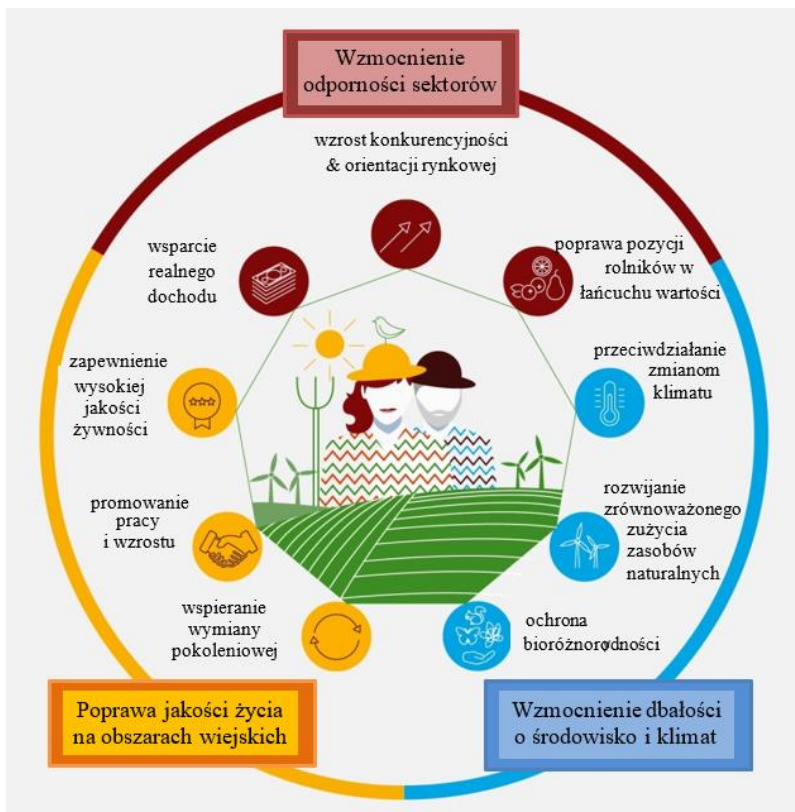 Wzmocnienie
odporności sektorów
wzrost konkurencyjności
& orientacji rynkowej
wsparcie
realnego
dochodu
poprawa pozycji
rolników w
łańcuchu wartości
zapewnienie
wysokiej
jakości
żywności
przeciwdziałanie
zmianom
klimatu
promowanie
pracy
i wzrostu
rozwijanie
zrównoważonego
zużycia
zasobów
naturalnych
wspieranie
wymiany
pokoleniowej
ochrona
bioróżnorodności
Poprawa jakości życia
na obszarach wiejskich
Wzmocnienie dbałości
o środowisko i klimat